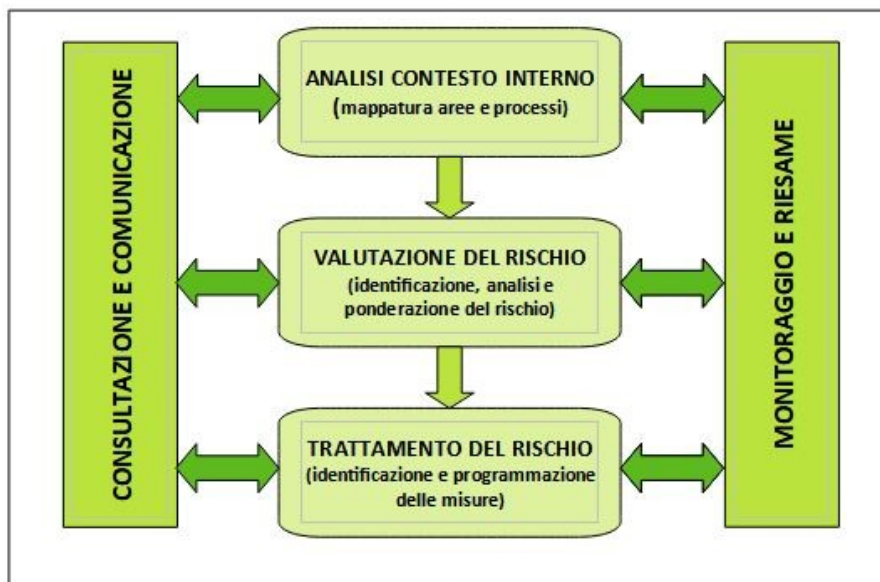 CONSULTAZIONE E COMUNICAZIONE
ANALISI CONTESTO INTERNO
(mappatura aree e processi)
VALUTAZIONE DEL RISCHIO
(identificazione, analisi e
ponderazione del rischio)
TRATTAMENTO DEL RISCHIO
(identificazione e programmazione
delle misure)
MONITORAGGIO E RIESAME